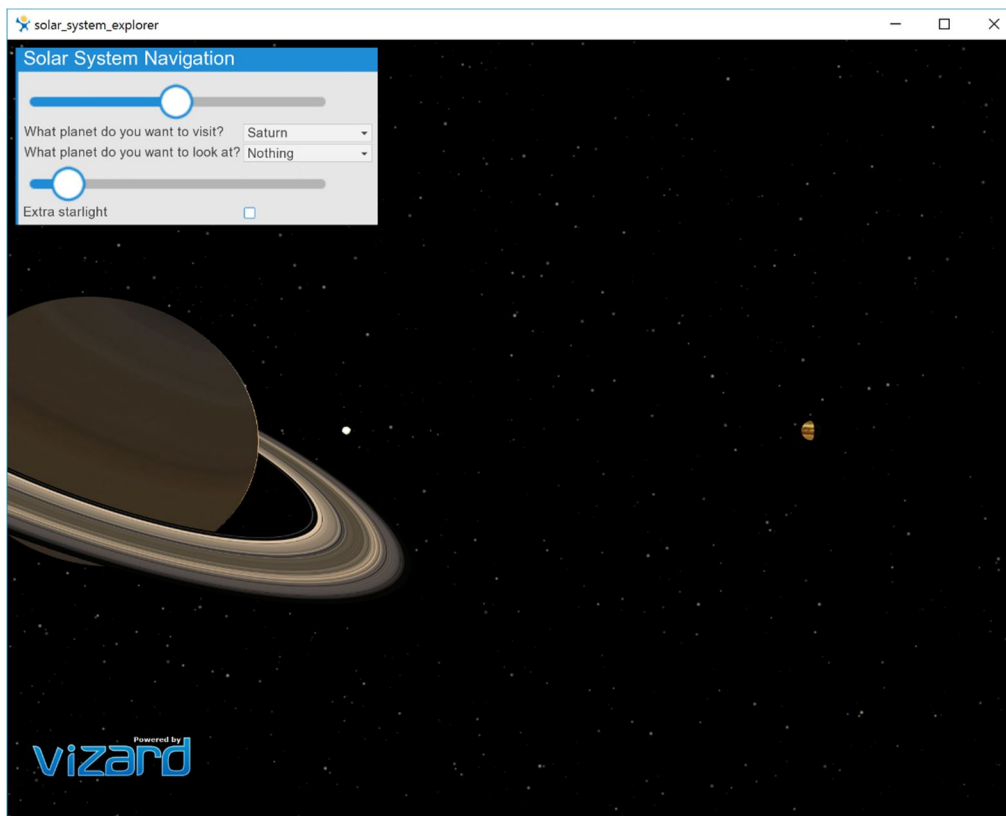 solar_system_explorer
Solar System Navigation
What planet do you want to visit? Saturn
What planet do you want to look at? Nothing
Extra starlight
Powered by
vizard